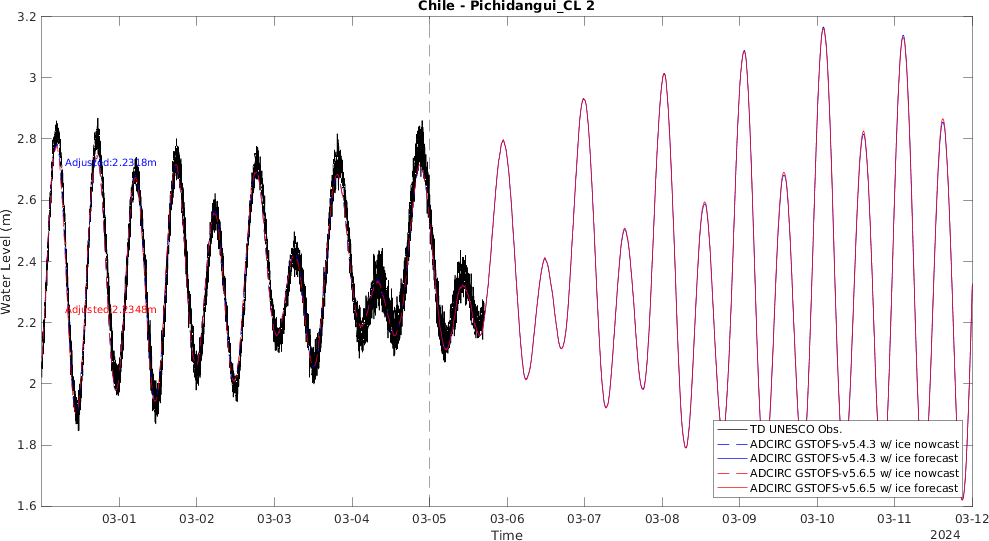 Chile - Pichidangui_CL 2
3.2
3
2.8
2.6
2.4
2.2
2
1.8
1.6
Water Level (m)
Adjusted:2.2318m
Adjusted:2.2348m
TD UNESCO Obs.
ADCIRC GSTOFS-v5.4.3 w/ ice nowcast
ADCIRC GSTOFS-v5.4.3 w/ ice forecast
ADCIRC GSTOFS-v5.6.5 w/ ice nowcast
ADCIRC GSTOFS-v5.6.5 w/ ice forecast
03-01 03-02 03-03 03-04 03-05 03-06 03-07 03-08 03-09 03-10 03-11 03-12
Time
2024